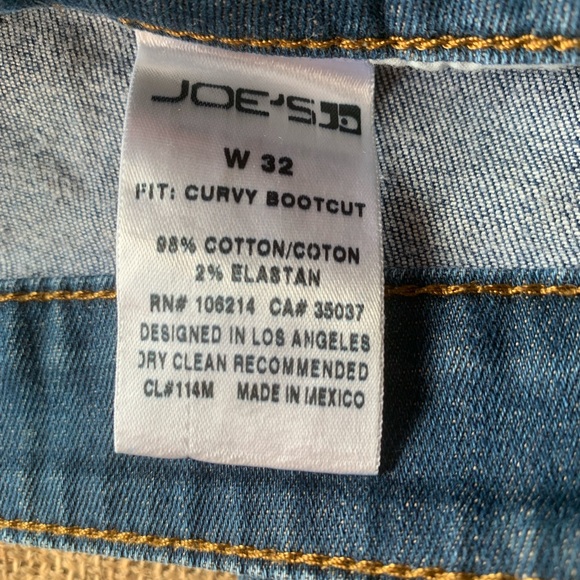 JOE'S
W 32
FIT: CURVY BOOTCUT
98% COTTON/COTON
2% ELASTAN
RN# 106214 CA# 35037
DESIGNED IN LOS ANGELES
DRY CLEAN RECOMMENDED
CL#114M MADE IN MEXICO